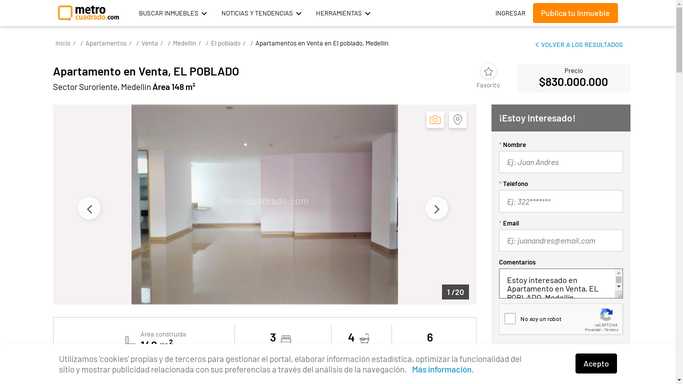 metro
cuadrado.com
BUSCAR INMUEBLES
NOTICIAS Y TENDENCIAS
HERRAMIENTAS
INGRESAR
Publica tu Inmueble
Inicio / / Apartamentos / / Venta / / Medellin / / El poblado / / Apartamentos en Venta en El poblado, Medellin
VOLVER A LOS RESULTADOS
Apartamento en Venta, EL POBLADO
Sector Suroriente, Medellin Área 148 m²
Favorito
Precio
$830.000.000
metrocuadrado.com
1 / 20
¡Estoy Interesado!
* Nombre
Ej: Juan Andres
* Telefono
Ej: 322*******
* Email
Ej: juanandres@email.com
Comentarios
Estoy interesado en
Apartamento en Venta, EL
POBLADO, Medellin
No soy un robot
reCAPTCHA
Privacidad - Términos
Área construida
148 m²
3
4
6
Utilizamos 'cookies' propias y de terceros para gestionar el portal, elaborar información estadística, optimizar la funcionalidad del
sitio y mostrar publicidad relacionada con sus preferencias a través del análisis de la navegación. Más información.
Acepto